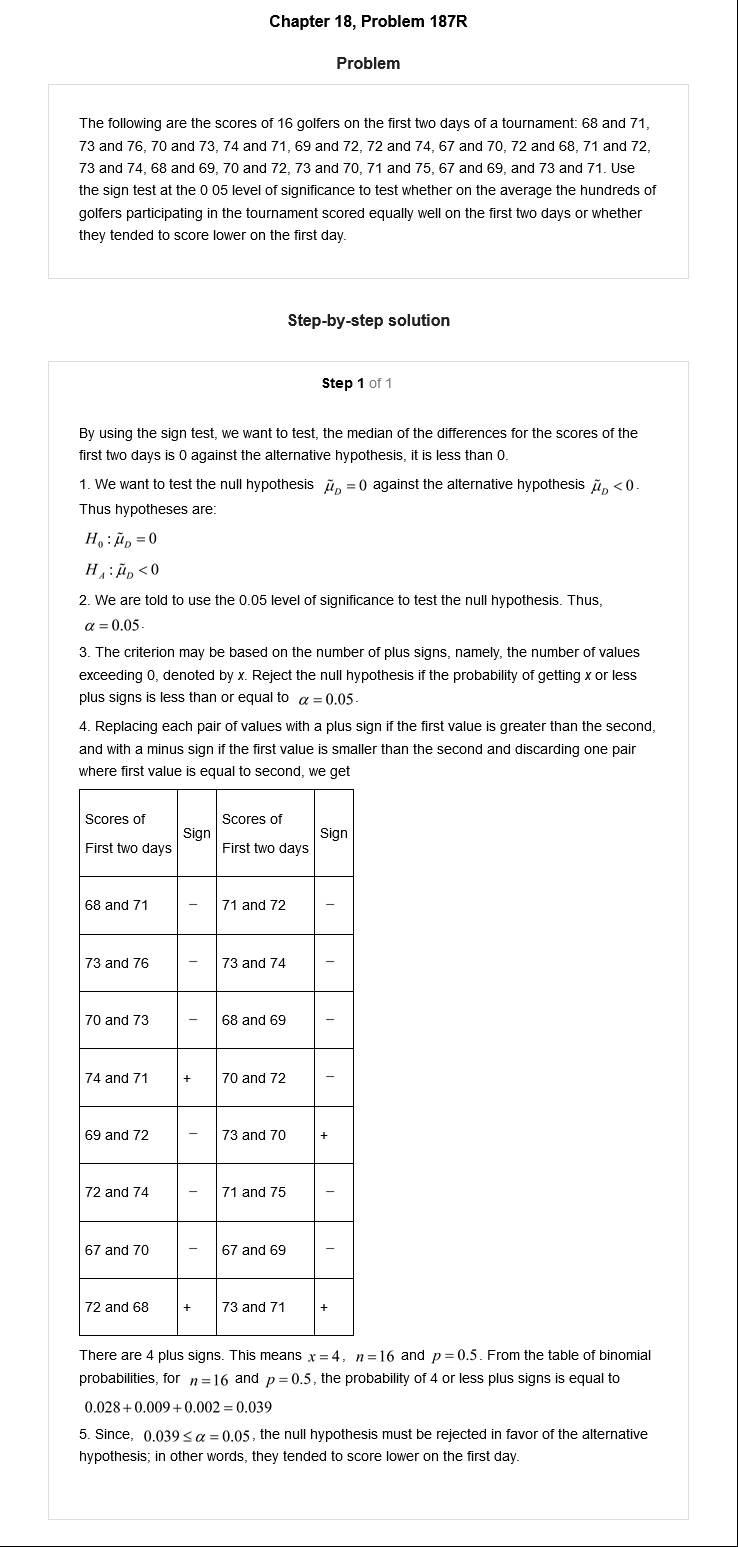 Chapter 18, Problem 187R
Problem
The following are the scores of 16 golfers on the first two days of a tournament: 68 and 71,
73 and 76, 70 and 73, 74 and 71, 69 and 72, 72 and 74, 67 and 70, 72 and 68, 71 and 72,
73 and 74, 68 and 69, 70 and 72, 73 and 70, 71 and 75, 67 and 69, and 73 and 71. Use
the sign test at the 0 05 level of significance to test whether on the average the hundreds of
golfers participating in the tournament scored equally well on the first two days or whether
they tended to score lower on the first day.
Step-by-step solution
Step 1 of 1
By using the sign test, we want to test, the median of the differences for the scores of the
first two days is 0 against the alternative hypothesis, it is less than 0.
1. We want to test the null hypothesis μ̃_D = 0 against the alternative hypothesis μ̃_D < 0.
Thus hypotheses are:
H_0 : μ̃_D = 0
H_A : μ̃_D < 0
2. We are told to use the 0.05 level of significance to test the null hypothesis. Thus,
α = 0.05.
3. The criterion may be based on the number of plus signs, namely, the number of values
exceeding 0, denoted by x. Reject the null hypothesis if the probability of getting x or less
plus signs is less than or equal to α = 0.05.
4. Replacing each pair of values with a plus sign if the first value is greater than the second,
and with a minus sign if the first value is smaller than the second and discarding one pair
where first value is equal to second, we get
Scores of First two days Sign Scores of First two days Sign
68 and 71 − 71 and 72 −
73 and 76 − 73 and 74 −
70 and 73 − 68 and 69 −
74 and 71 + 70 and 72 −
69 and 72 − 73 and 70 +
72 and 74 − 71 and 75 −
67 and 70 − 67 and 69 −
72 and 68 + 73 and 71 +
There are 4 plus signs. This means x = 4, n = 16 and p = 0.5. From the table of binomial
probabilities, for n = 16 and p = 0.5, the probability of 4 or less plus signs is equal to
0.028 + 0.009 + 0.002 = 0.039
5. Since, 0.039 ≤ α = 0.05, the null hypothesis must be rejected in favor of the alternative
hypothesis; in other words, they tended to score lower on the first day.